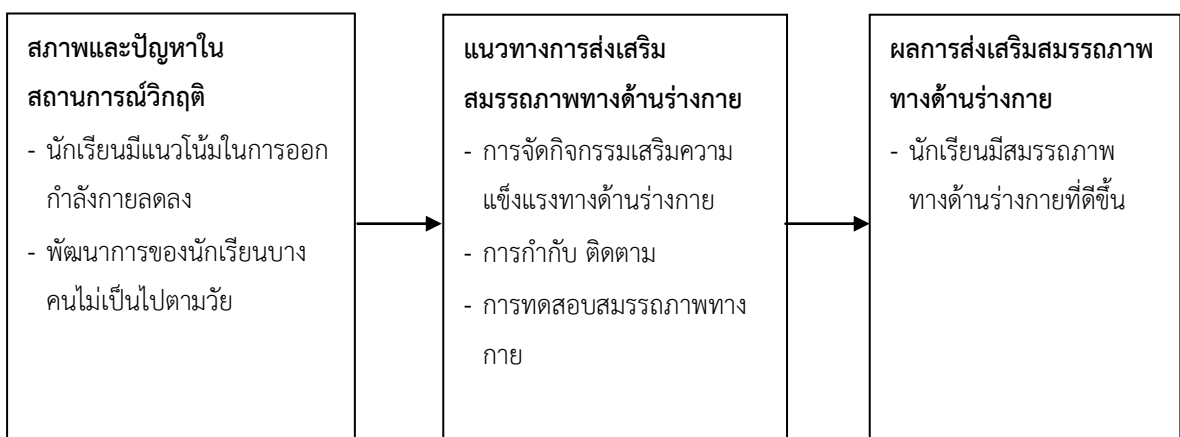 สภาพและปัญหาใน
สถานการณ์วิกฤติ
- นักเรียนมีแนวโน้มในการออก
กำลังกายลดลง
- พัฒนาการของนักเรียนบาง
คนไม่เป็นไปตามวัย
แนวทางการส่งเสริม
สมรรถภาพทางด้านร่างกาย
- การจัดกิจกรรมเสริมความ
แข็งแรงทางด้านร่างกาย
- การกำกับ ติดตาม
- การทดสอบสมรรถภาพทาง
กาย
ผลการส่งเสริมสมรรถภาพ
ทางด้านร่างกาย
- นักเรียนมีสมรรถภาพ
ทางด้านร่างกายที่ดีขึ้น